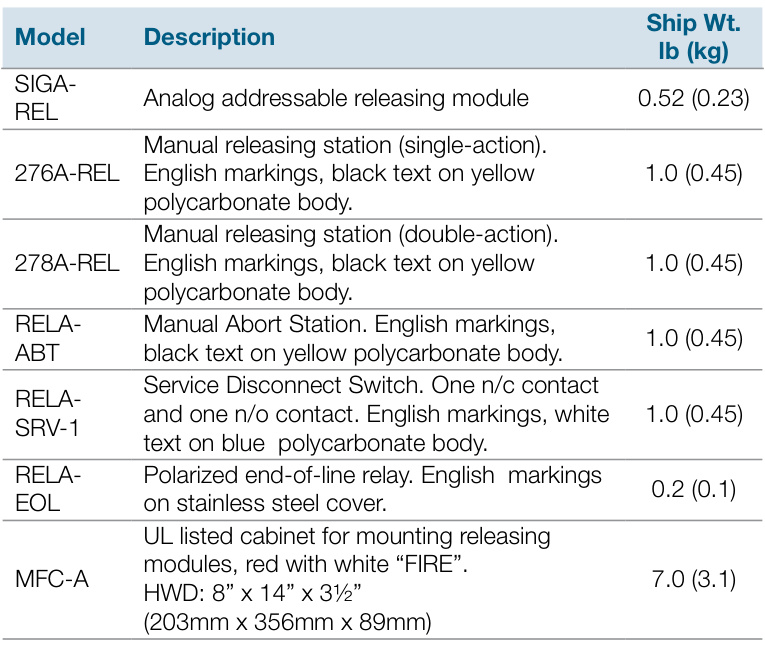 Model Description Ship Wt. lb (kg)
SIGA-
REL
Analog addressable releasing module
0.52 (0.23)
276A-REL
Manual releasing station (single-action).
English markings, black text on yellow
polycarbonate body.
1.0 (0.45)
278A-REL
Manual releasing station (double-action).
English markings, black text on yellow
polycarbonate body.
1.0 (0.45)
RELA-
ABT
Manual Abort Station. English markings,
black text on yellow polycarbonate body.
1.0 (0.45)
RELA-
SRV-1
Service Disconnect Switch. One n/c contact
and one n/o contact. English markings, white
text on blue polycarbonate body.
1.0 (0.45)
RELA-
EOL
Polarized end-of-line relay. English markings
on stainless steel cover.
0.2 (0.1)
MFC-A
UL listed cabinet for mounting releasing
modules, red with white “FIRE”.
HWD: 8” x 14” x 3½”
(203mm x 356mm x 89mm)
7.0 (3.1)